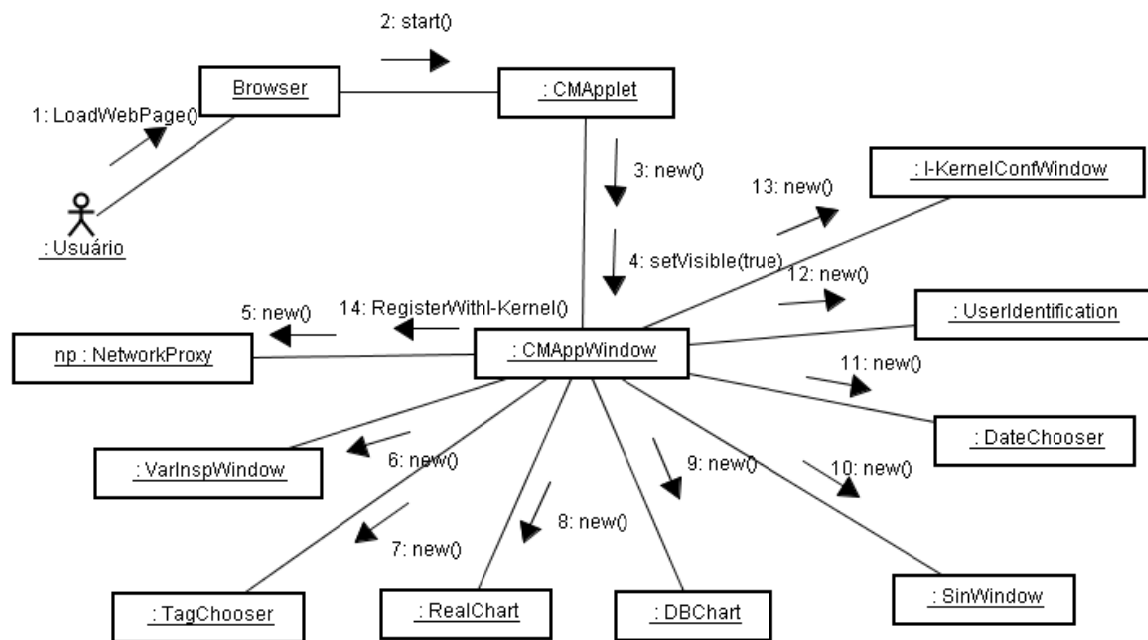 2: start()
Browser
: CMApplet
1: LoadWebPage()
3: new()
13: new()
: I-KernelConfWindow
: Usuário
4: setVisible(true)
12: new()
5: new()
14: RegisterWithI-Kernel()
: UserIdentification
np : NetworkProxy
: CMAppWindow
11: new()
: DateChooser
: VarInspWindow
6: new()
9: new()
10: new()
7: new()
8: new()
: TagChooser
: RealChart
: DBChart
: SinWindow